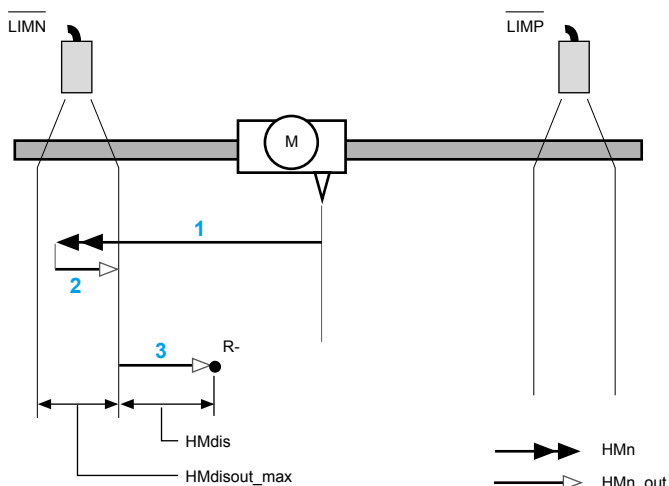 LIMN
LIMP
M
1
2
3
R-
HMdis
HMdisout_max
HMn
HMn_out